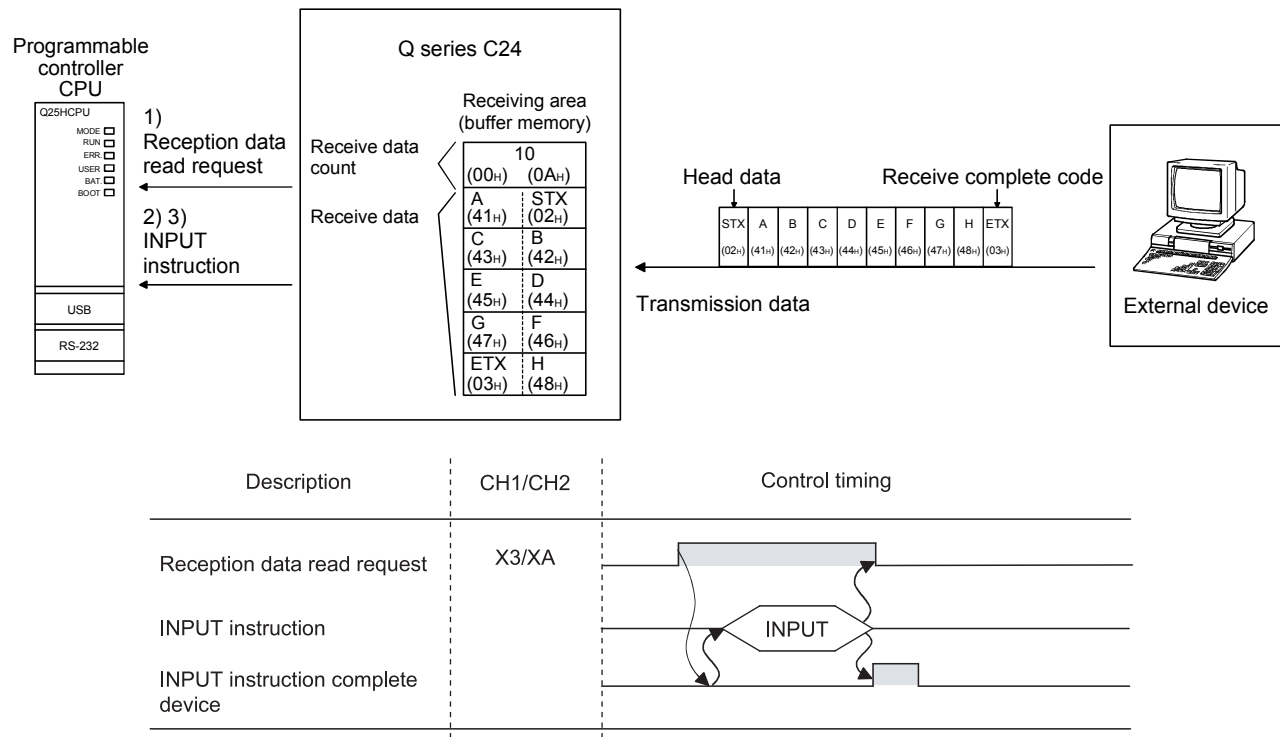 Programmable
controller
CPU
Q25HCPU
MODE
RUN
ERR.
USER
BAT.
BOOT
USB
RS-232
1)
Reception data
read request
2) 3)
INPUT
instruction
Q series C24
Receiving area
(buffer memory)
Receive data
count
Receive data
10
(00H) (0AH)
A STX
(41H) (02H)
C B
(43H) (42H)
E D
(45H) (44H)
G F
(47H) (46H)
ETX H
(03H) (48H)
Head data Receive complete code
STX A B C D E F G H ETX
(02H) (41H) (42H) (43H) (44H) (45H) (46H) (47H) (48H) (03H)
Transmission data
External device
Description CH1/CH2 Control timing
Reception data read request X3/XA
INPUT instruction INPUT
INPUT instruction complete
device